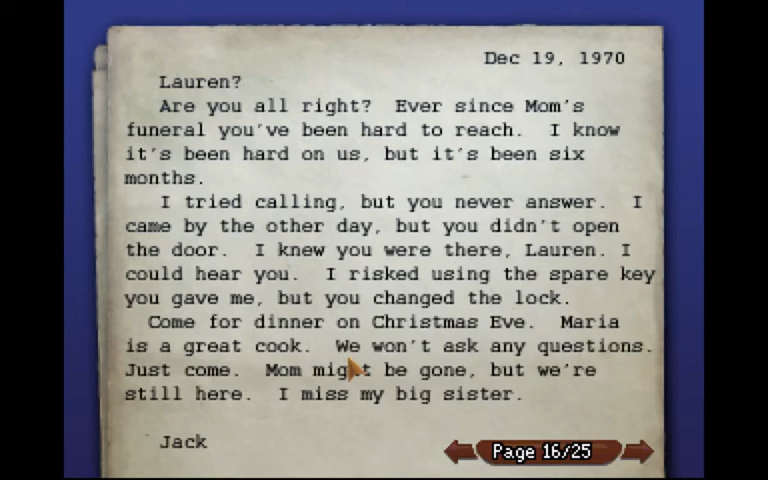 Dec 19, 1970
Lauren?
Are you all right? Ever since Mom's
funeral you've been hard to reach. I know
it's been hard on us, but it's been six
months.
I tried calling, but you never answer. I
came by the other day, but you didn't open
the door. I knew you were there, Lauren. I
could hear you. I risked using the spare key
you gave me, but you changed the lock.
Come for dinner on Christmas Eve. Maria
is a great cook. We won't ask any questions.
Just come. Mom might be gone, but we're
still here. I miss my big sister.
Jack
Page 16/25